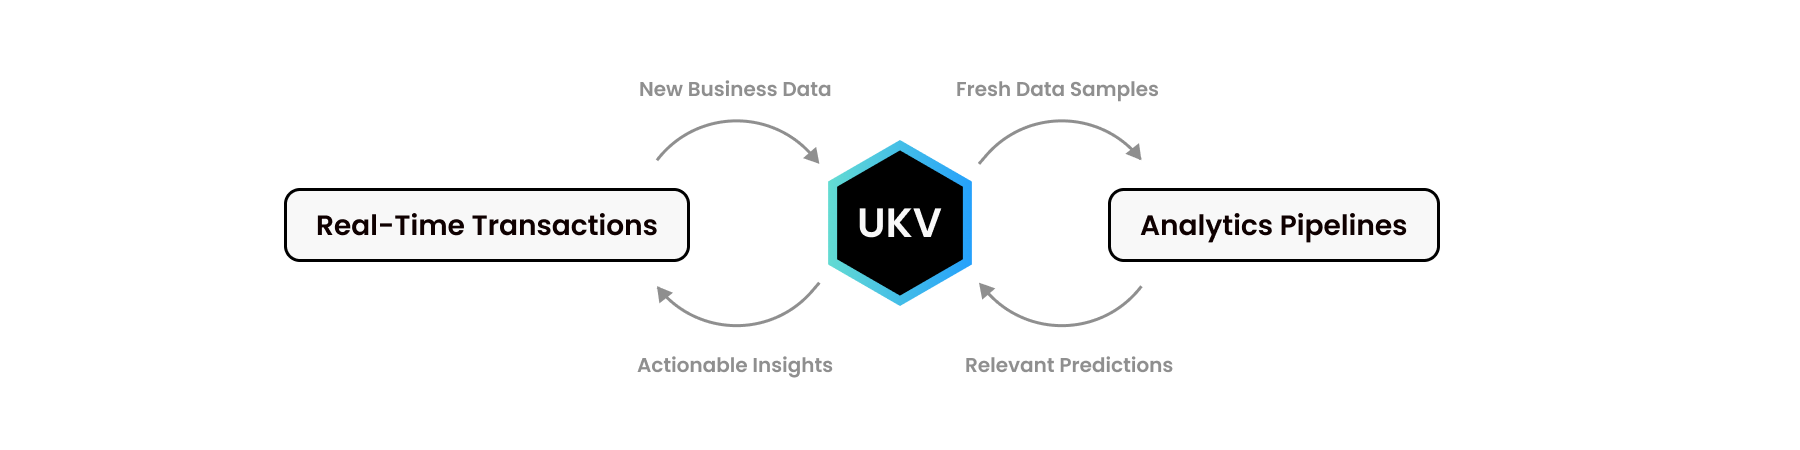 New Business Data
Fresh Data Samples
Real-Time Transactions
UKV
Analytics Pipelines
Actionable Insights
Relevant Predictions